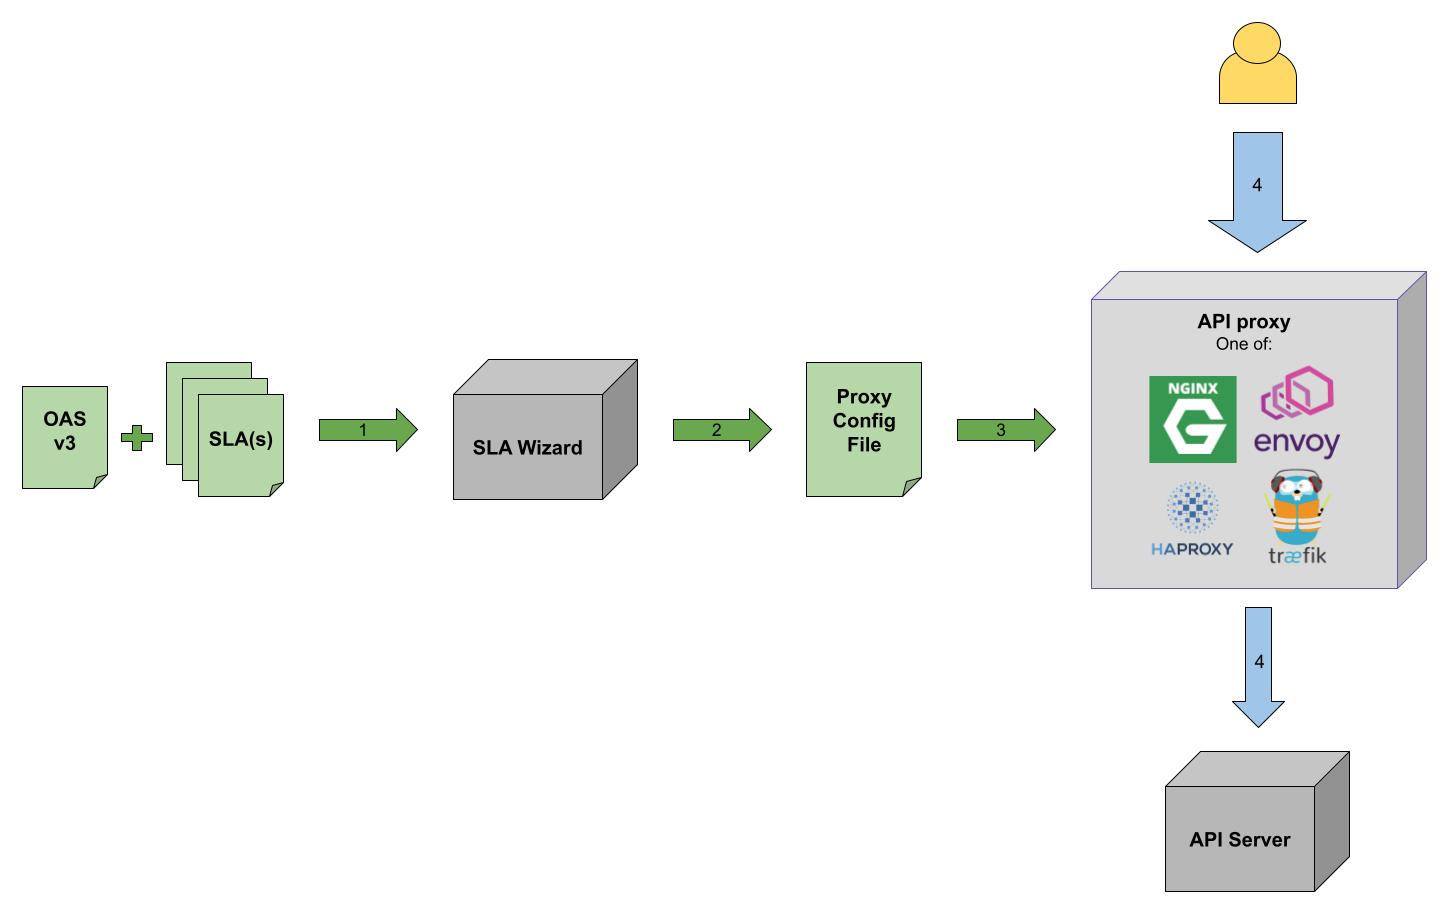 4
API proxy
One of:
NGINX
envoy
HAPROXY
træfik
OAS
v3
SLA(s)
1
SLA Wizard
2
Proxy
Config
File
3
4
API Server